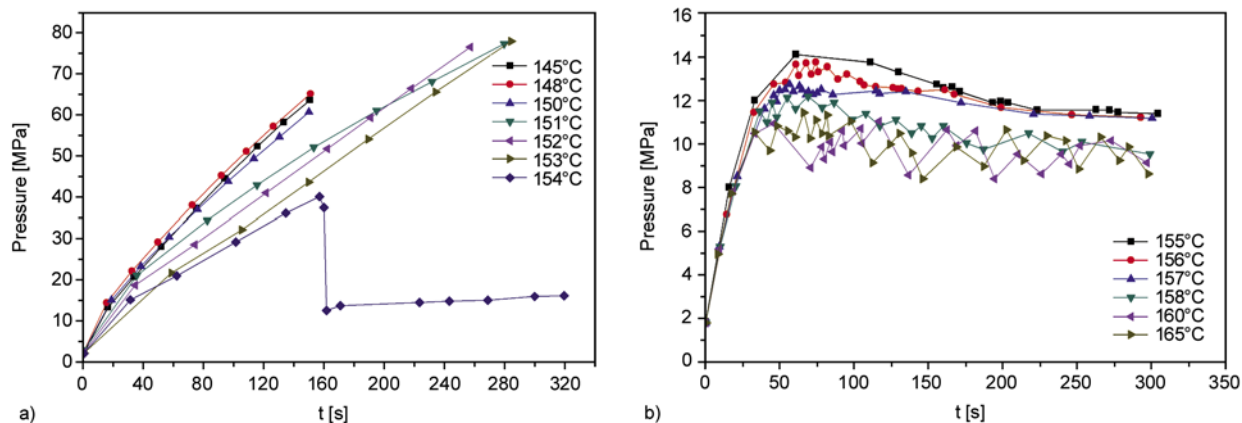 80
70
60
50
40
30
20
10
0
Pressure [MPa]
145°C
148°C
150°C
151°C
152°C
153°C
154°C
0 40 80 120 160 200 240 280 320
a)
t [s]
16
14
12
10
8
6
4
2
0
Pressure [MPa]
155°C
156°C
157°C
158°C
160°C
165°C
0 50 100 150 200 250 300 350
b)
t [s]